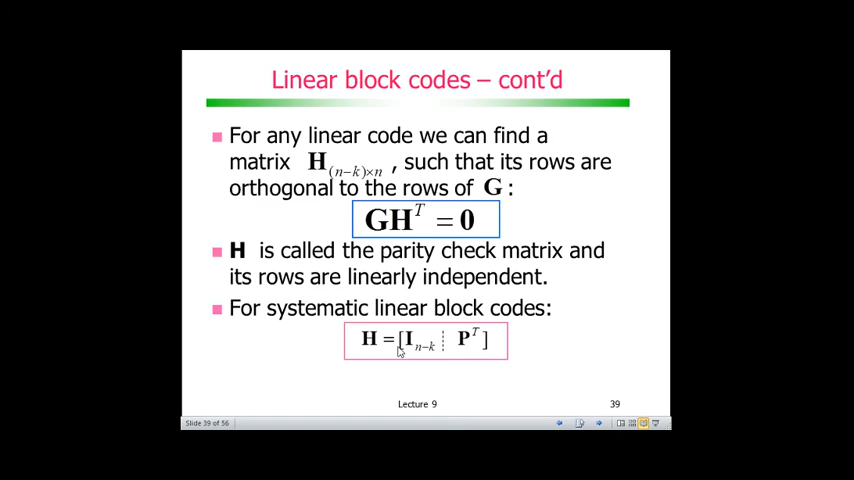 Linear block codes – cont'd
For any linear code we can find a
matrix H(n−k)×n , such that its rows are
orthogonal to the rows of G :
GH^T = 0
H is called the parity check matrix and
its rows are linearly independent.
For systematic linear block codes:
H = [I n−k ⋮ P^T ]
Lecture 9
39
Slide 39 of 56